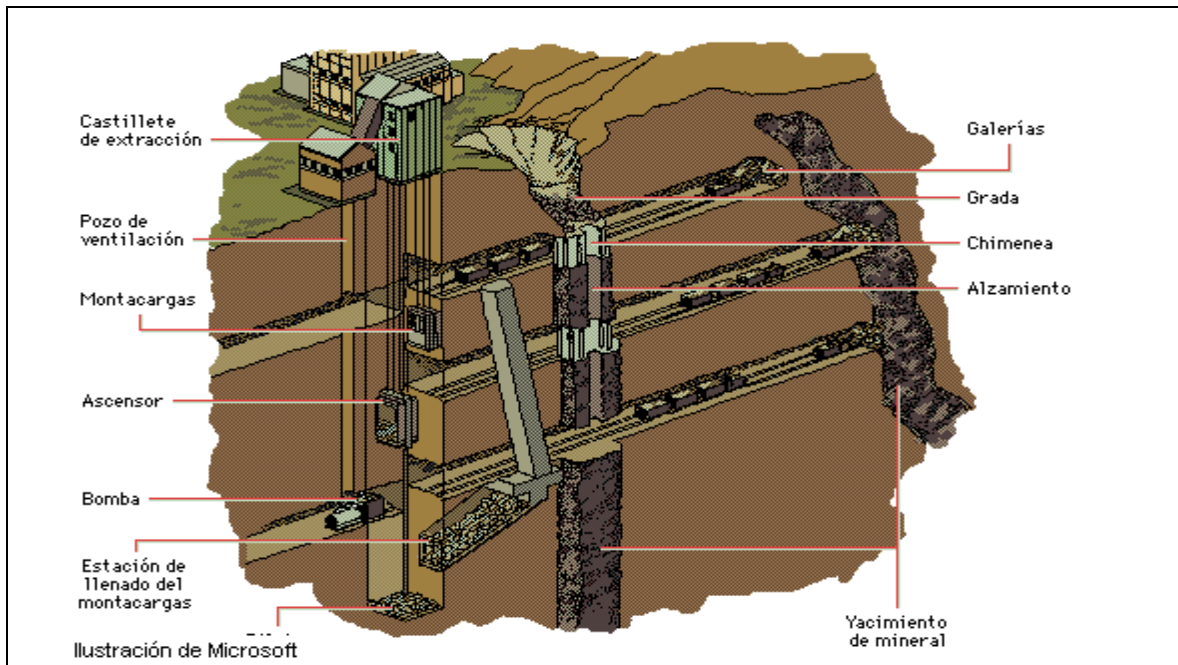 Castillete
de extracción
Pozo de
ventilación
Montacargas
Ascensor
Bomba
Estación de
llenado del
montacargas
Ilustración de Microsoft
Galerías
Grada
Chimenea
Alzamiento
Yacimiento
de mineral